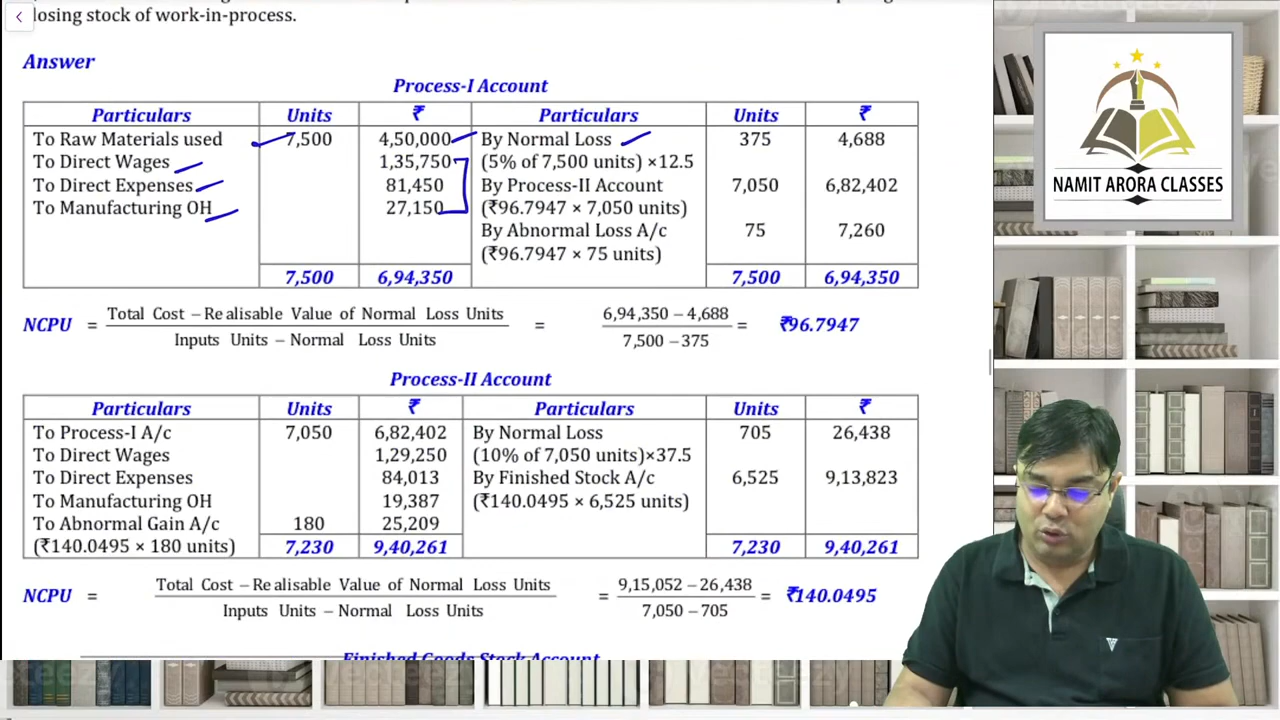 losing stock of work-in-process.
Answer
Process-I Account
Particulars Units ₹ Particulars Units ₹
To Raw Materials used 7,500 4,50,000 By Normal Loss 375 4,688
To Direct Wages 1,35,750 (5% of 7,500 units) ×12.5
To Direct Expenses 81,450 By Process-II Account 7,050 6,82,402
To Manufacturing OH 27,150 (₹96.7947 × 7,050 units)
By Abnormal Loss A/c 75 7,260
(₹96.7947 × 75 units)
7,500 6,94,350 7,500 6,94,350
NCPU = Total Cost – Re alisable Value of Normal Loss Units = 6,94,350 – 4,688 = ₹96.7947
Inputs Units – Normal Loss Units 7,500 – 375
Process-II Account
Particulars Units ₹ Particulars Units ₹
To Process-I A/c 7,050 6,82,402 By Normal Loss 705 26,438
To Direct Wages 1,29,250 (10% of 7,050 units)×37.5
To Direct Expenses 84,013 By Finished Stock A/c 6,525 9,13,823
To Manufacturing OH 19,387 (₹140.0495 × 6,525 units)
To Abnormal Gain A/c 180 25,209
(₹140.0495 × 180 units) 7,230 9,40,261 7,230 9,40,261
NCPU = Total Cost – Re alisable Value of Normal Loss Units = 9,15,052 – 26,438 = ₹140.0495
Inputs Units – Normal Loss Units 7,050 – 705
Finished Goods Stock Account
NAMIT ARORA CLASSES